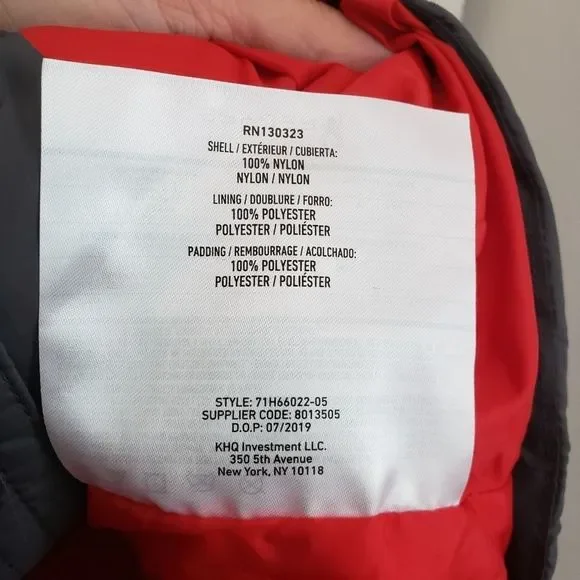 RN130323
SHELL / EXTÉRIEUR / CUBIERTA:
100% NYLON
NYLON / NYLON
LINING / DOUBLURE / FORRO:
100% POLYESTER
POLYESTER / POLIÉSTER
PADDING / REMBOURRAGE / ACOLCHADO:
100% POLYESTER
POLYESTER / POLIÉSTER
STYLE: 71H66022-05
SUPPLIER CODE: 8013505
D.O.P: 07/2019
KHQ Investment LLC.
350 5th Avenue
New York, NY 10118